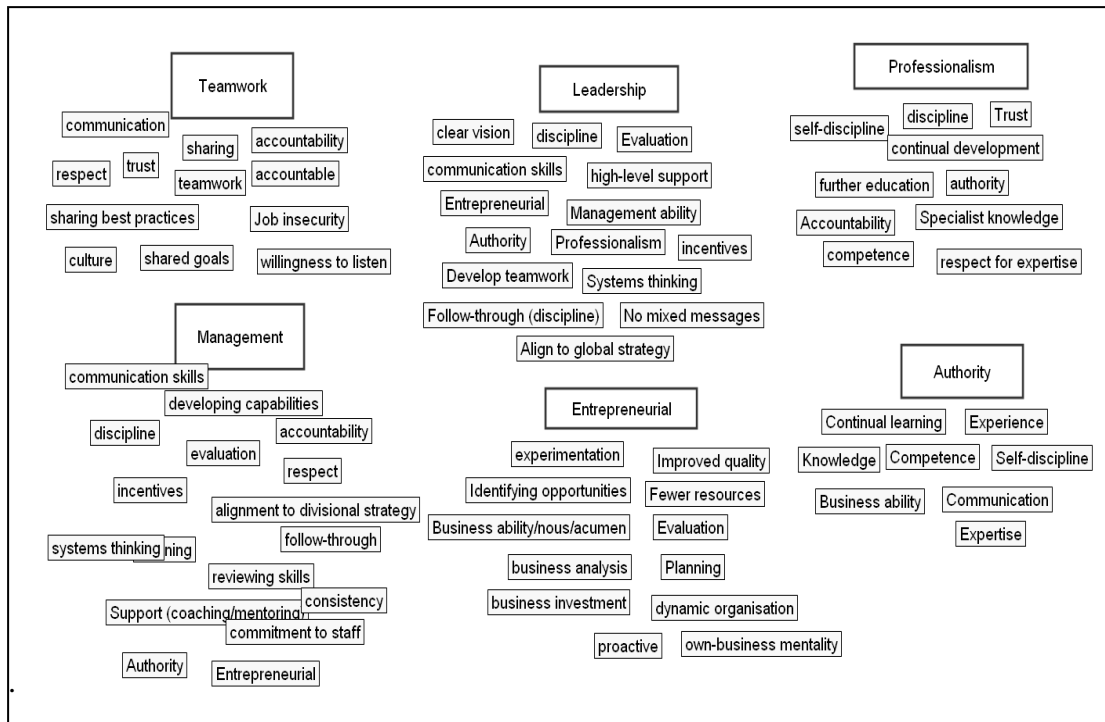 Teamwork
communication
sharing
accountability
respect
trust
teamwork
accountable
sharing best practices
Job insecurity
culture
shared goals
willingness to listen
Leadership
clear vision
discipline
Evaluation
communication skills
high-level support
Entrepreneurial
Management ability
Authority
Professionalism
incentives
Develop teamwork
Systems thinking
Follow-through (discipline)
No mixed messages
Align to global strategy
Professionalism
self-discipline
discipline
Trust
continual development
further education
authority
Accountability
Specialist knowledge
competence
respect for expertise
Management
communication skills
developing capabilities
discipline
accountability
evaluation
respect
incentives
alignment to divisional strategy
systems thinking
follow-through
reviewing skills
consistency
Support (coaching/mentoring)
commitment to staff
Authority
Entrepreneurial
Entrepreneurial
experimentation
Improved quality
Identifying opportunities
Fewer resources
Business ability/nous/acumen
Evaluation
business analysis
Planning
business investment
dynamic organisation
proactive
own-business mentality
Authority
Continual learning
Experience
Knowledge
Competence
Self-discipline
Business ability
Communication
Expertise